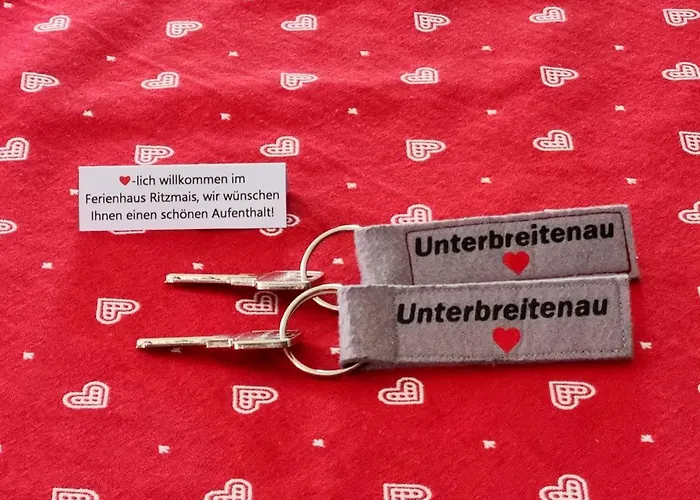 ♥-lich willkommen im
Ferienhaus Ritzmais, wir wünschen
Ihnen einen schönen Aufenthalt!
Unterbreitenau
Unterbreitenau